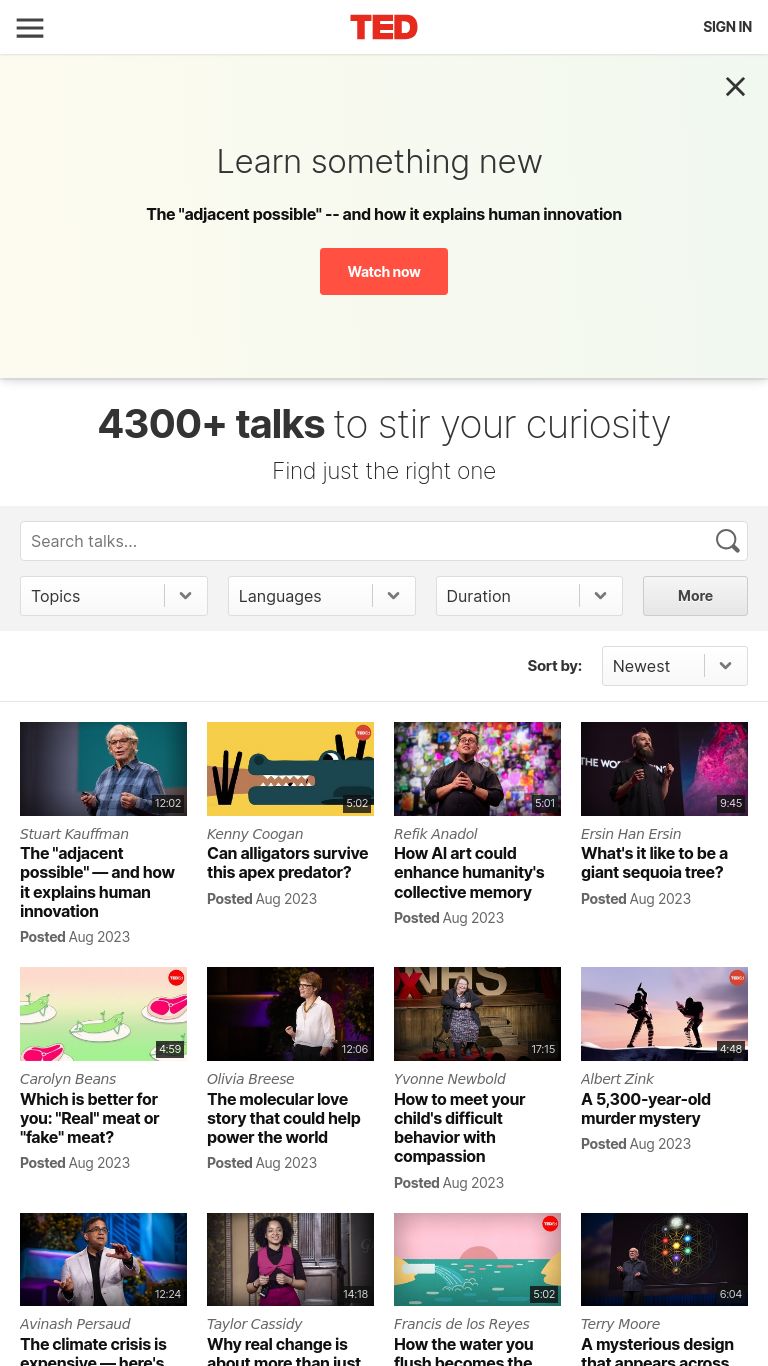 TED
SIGN IN
Learn something new
The "adjacent possible" -- and how it explains human innovation
Watch now
4300+ talks to stir your curiosity
Find just the right one
Search talks...
Topics
Languages
Duration
More
Sort by:
Newest
12:02
Stuart Kauffman
The "adjacent
possible" — and how
it explains human
innovation
Posted Aug 2023
5:02
Kenny Coogan
Can alligators survive
this apex predator?
Posted Aug 2023
5:01
Refik Anadol
How AI art could
enhance humanity's
collective memory
Posted Aug 2023
9:45
Ersin Han Ersin
What's it like to be a
giant sequoia tree?
Posted Aug 2023
4:59
Carolyn Beans
Which is better for
you: "Real" meat or
"fake" meat?
Posted Aug 2023
12:06
Olivia Breese
The molecular love
story that could help
power the world
Posted Aug 2023
NHS
17:15
Yvonne Newbold
How to meet your
child's difficult
behavior with
compassion
Posted Aug 2023
4:48
Albert Zink
A 5,300-year-old
murder mystery
Posted Aug 2023
12:24
Avinash Persaud
The climate crisis is
expensive — here's
14:18
Taylor Cassidy
Why real change is
about more than just
5:02
Francis de los Reyes
How the water you
flush becomes the
6:04
Terry Moore
A mysterious design
that appears across